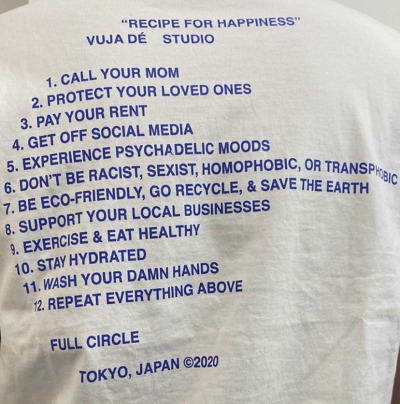 "RECIPE FOR HAPPINESS"
VUJA DÉ STUDIO
1. CALL YOUR MOM
2. PROTECT YOUR LOVED ONES
3. PAY YOUR RENT
4. GET OFF SOCIAL MEDIA
5. EXPERIENCE PSYCHADELIC MOODS
6. DON'T BE RACIST, SEXIST, HOMOPHOBIC, OR TRANSPHOBIC
7. BE ECO-FRIENDLY, GO RECYCLE, & SAVE THE EARTH
8. SUPPORT YOUR LOCAL BUSINESSES
9. EXERCISE & EAT HEALTHY
10. STAY HYDRATED
11. WASH YOUR DAMN HANDS
12. REPEAT EVERYTHING ABOVE
FULL CIRCLE
TOKYO, JAPAN ©2020